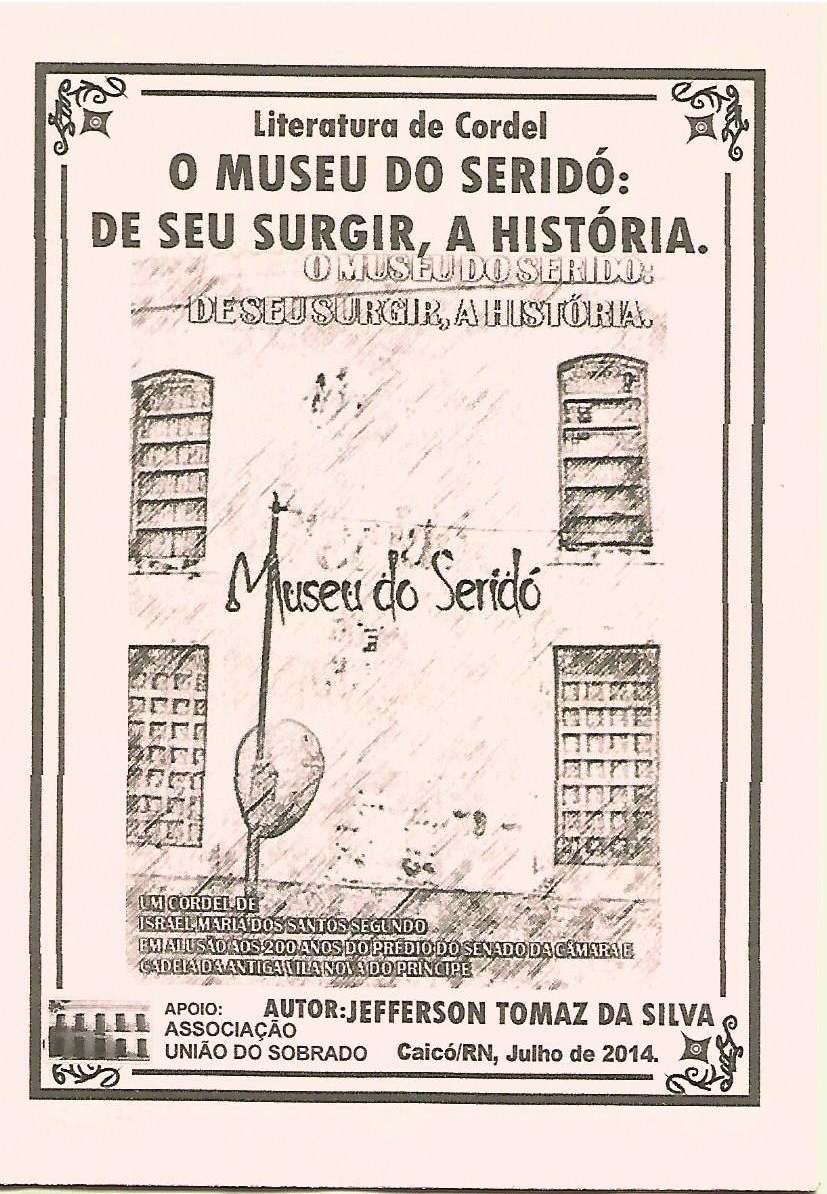 Literatura de Cordel
O MUSEU DO SERIDÓ:
DE SEU SURGIR, A HISTÓRIA.
O MUSEU DO SERIDO:
DE SEU SURGIR, A HISTÓRIA.
Museu do Seridó
UM CORDEL DE
ISRAEL MARIA DOS SANTOS SEGUNDO
EM ALUSÃO AOS 200 ANOS DO PRÉDIO DO SENADO DA CÂMARA E
CADEIA DA ANTIGA VILA NOVA DO PRÍNCIPE
APOIO: AUTOR:JEFFERSON TOMAZ DA SILVA
ASSOCIAÇÃO
UNIÃO DO SOBRADO Caicó/RN, Julho de 2014.